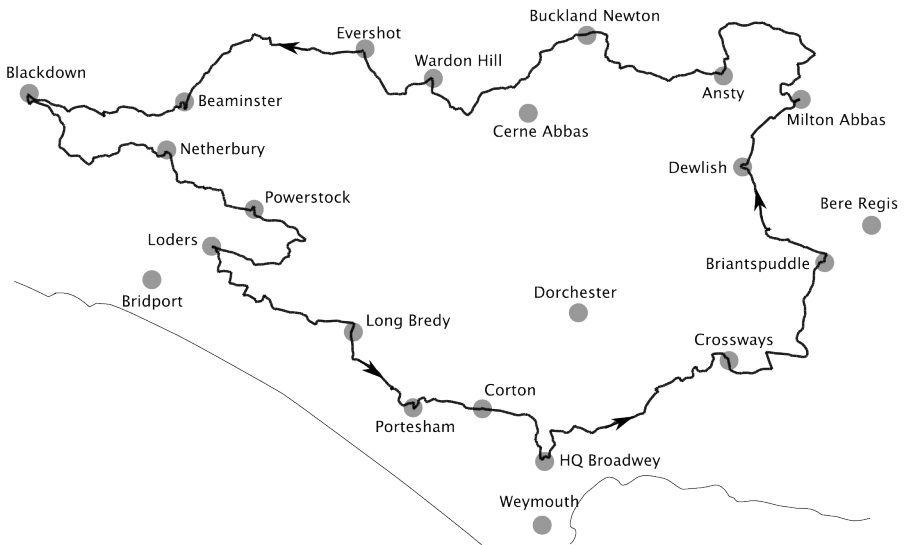 Buckland Newton
Evershot
Wardon Hill
Blackdown
Ansty
Beaminster
Milton Abbas
Cerne Abbas
Netherbury
Dewlish
Powerstock
Bere Regis
Loders
Briantspuddle
Dorchester
Bridport
Long Bredy
Crossways
Corton
Portesham
HQ Broadwey
Weymouth